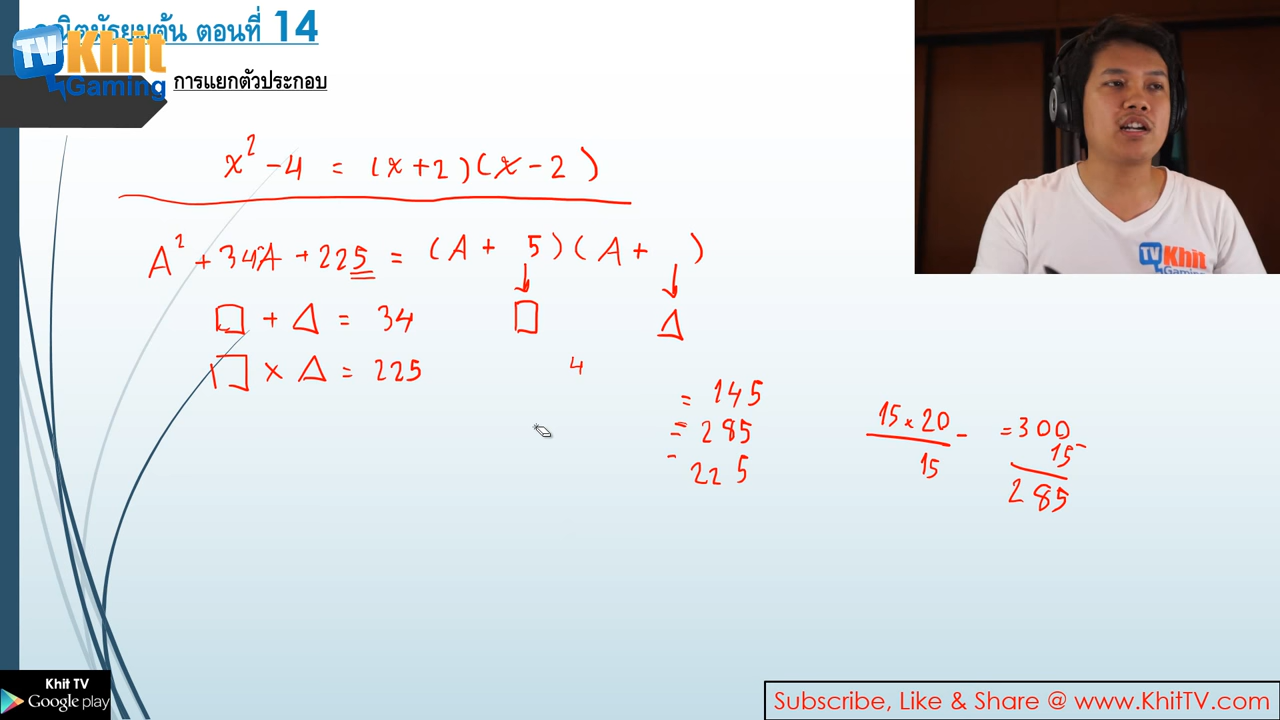 คณิตมัธยมต้น ตอนที่ 14
TV Khit Gaming
การแยกตัวประกอบ
x² - 4 = (x + 2)(x - 2)
A² + 34A + 225 = (A + 5)(A + )
□ + △ = 34
□ △
□ × △ = 225
4
= 145
= 285
- 225
15 × 20 -
15
= 300
15 -
285
TV Khit Gaming
Khit TV
Google play
Subscribe, Like & Share @ www.KhitTV.com